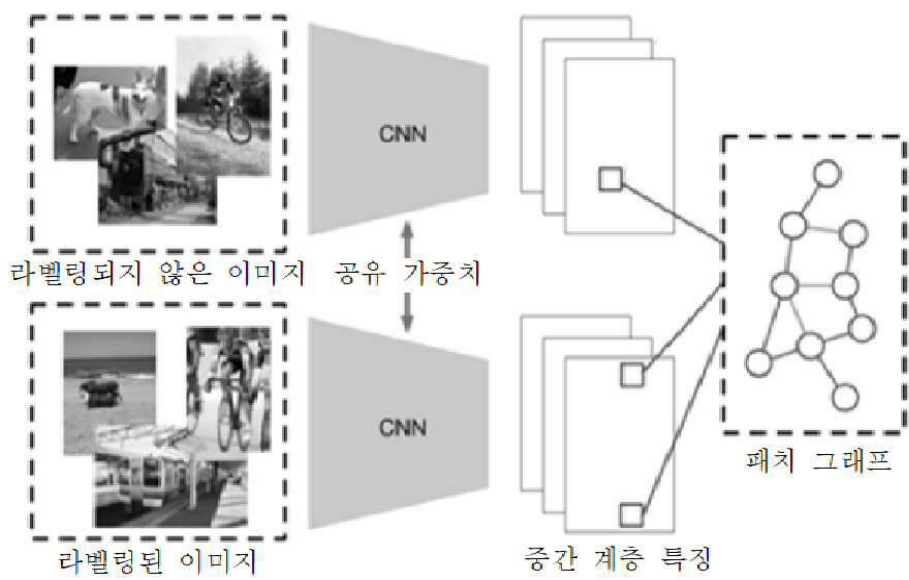 CNN
라벨링되지 않은 이미지
공유 가중치
CNN
패치 그래프
라벨링된 이미지
중간 계층 특징